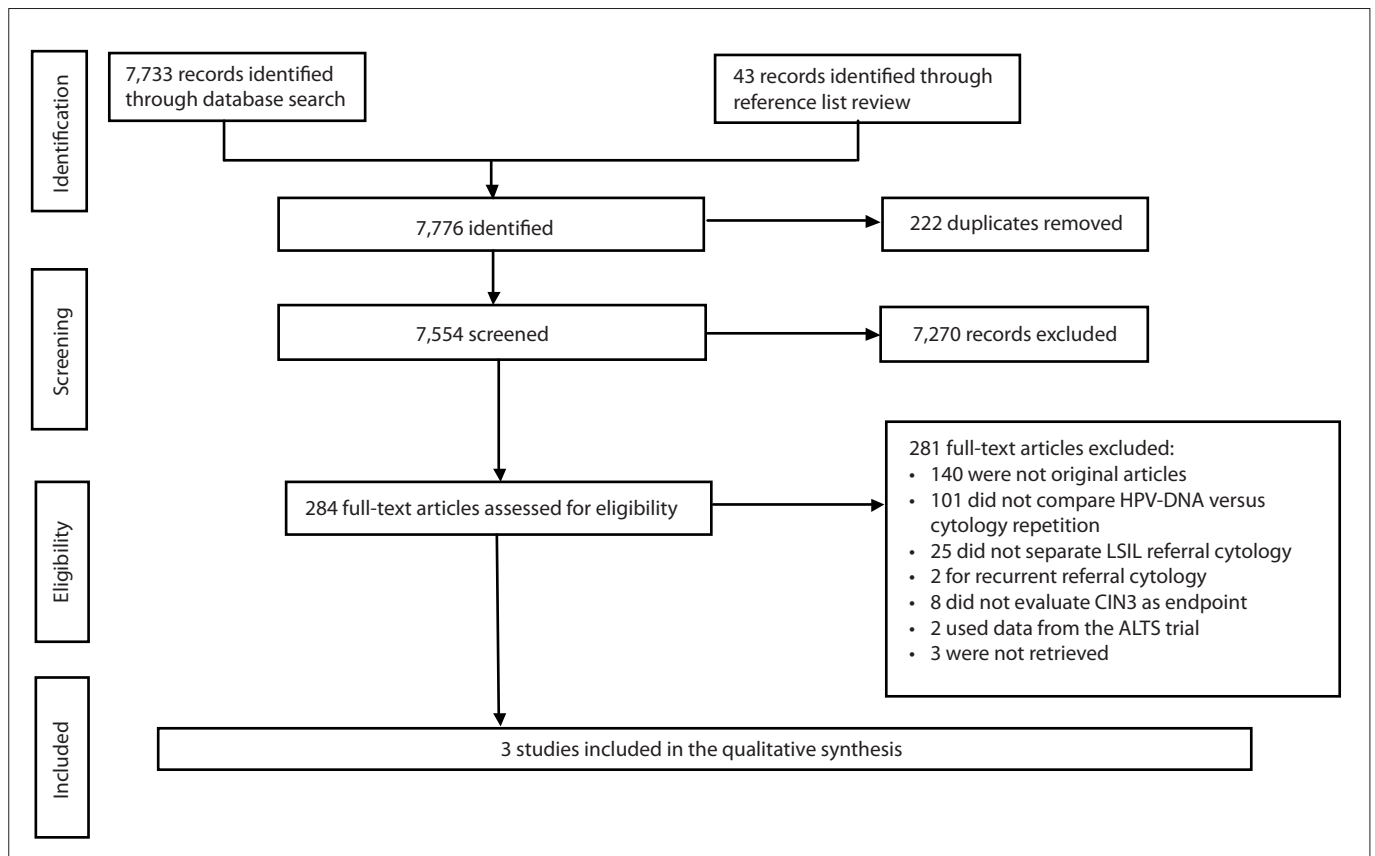 Identification
7,733 records identified
through database search
43 records identified through
reference list review
7,776 identified
222 duplicates removed
Screening
7,554 screened
7,270 records excluded
Eligibility
284 full-text articles assessed for eligibility
281 full-text articles excluded:
• 140 were not original articles
• 101 did not compare HPV-DNA versus
cytology repetition
• 25 did not separate LSIL referral cytology
• 2 for recurrent referral cytology
• 8 did not evaluate CIN3 as endpoint
• 2 used data from the ALTS trial
• 3 were not retrieved
Included
3 studies included in the qualitative synthesis